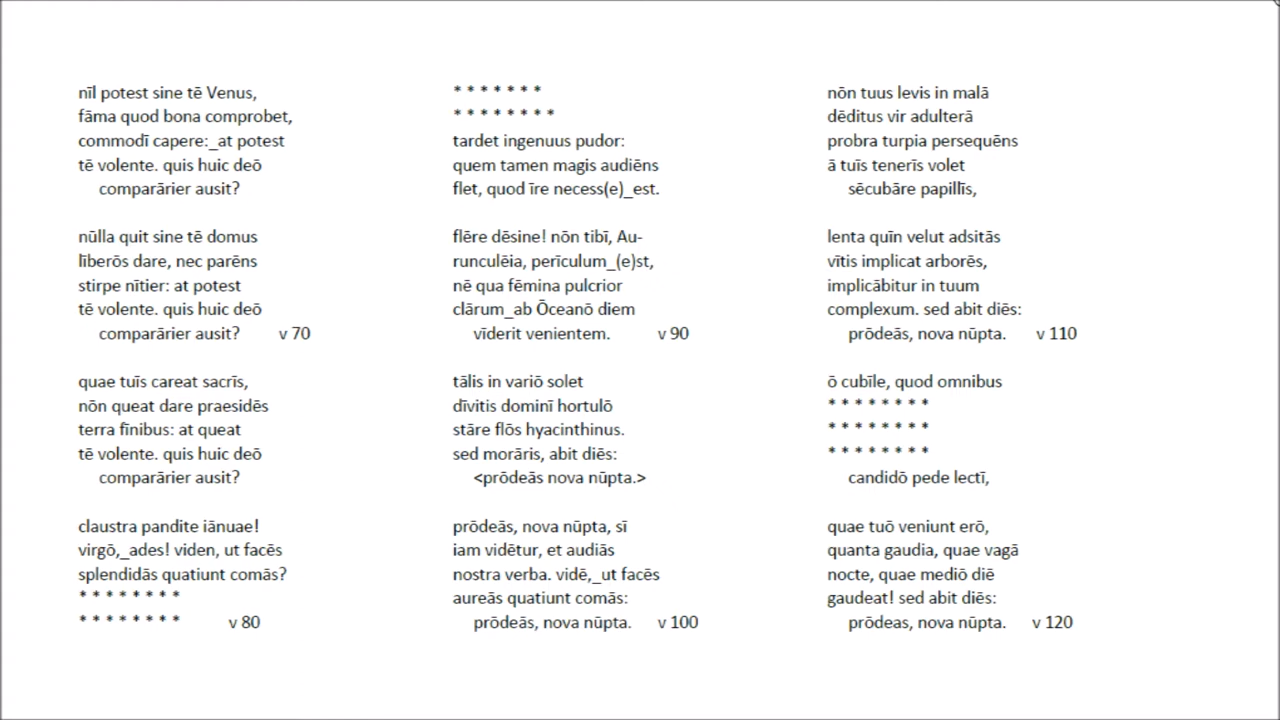 nīl potest sine tē Venus,
fāma quod bona comprobet,
commodī capere:_at potest
tē volente. quis huic deō
comparārier ausit?
nūlla quit sine tē domus
līberōs dare, nec parēns
stirpe nītier: at potest
tē volente. quis huic deō
comparārier ausit? v 70
quae tuīs careat sacrīs,
nōn queat dare praesidēs
terra fīnibus: at queat
tē volente. quis huic deō
comparārier ausit?
claustra pandite iānuae!
virgō,_ades! viden, ut facēs
splendidās quatiunt comās?
* * * * * * * *
* * * * * * * * v 80
* * * * * * *
* * * * * * * *
tardet ingenuus pudor:
quem tamen magis audiēns
flet, quod īre necess(e)_est.
flēre dēsine! nōn tibī, Au-
runculēia, perīculum_(e)st,
nē qua fēmina pulcrior
clārum_ab Ōceanō diem
vīderit venientem. v 90
tālis in variō solet
dīvitis dominī hortulō
stāre flōs hyacinthinus.
sed morāris, abit diēs:
<prōdeās nova nūpta.>
prōdeās, nova nūpta, sī
iam vidētur, et audiās
nostra verba. vidē,_ut facēs
aureās quatiunt comās:
prōdeās, nova nūpta. v 100
nōn tuus levis in malā
dēditus vir adulterā
probra turpia persequēns
ā tuīs tenerīs volet
sēcubāre papillīs,
lenta quīn velut adsitās
vītis implicat arborēs,
implicābitur in tuum
complexum. sed abit diēs:
prōdeās, nova nūpta. v 110
ō cubīle, quod omnibus
* * * * * * * *
* * * * * * * *
* * * * * * * *
candidō pede lectī,
quae tuō veniunt erō,
quanta gaudia, quae vagā
nocte, quae mediō diē
gaudeat! sed abit diēs:
prōdeas, nova nūpta. v 120